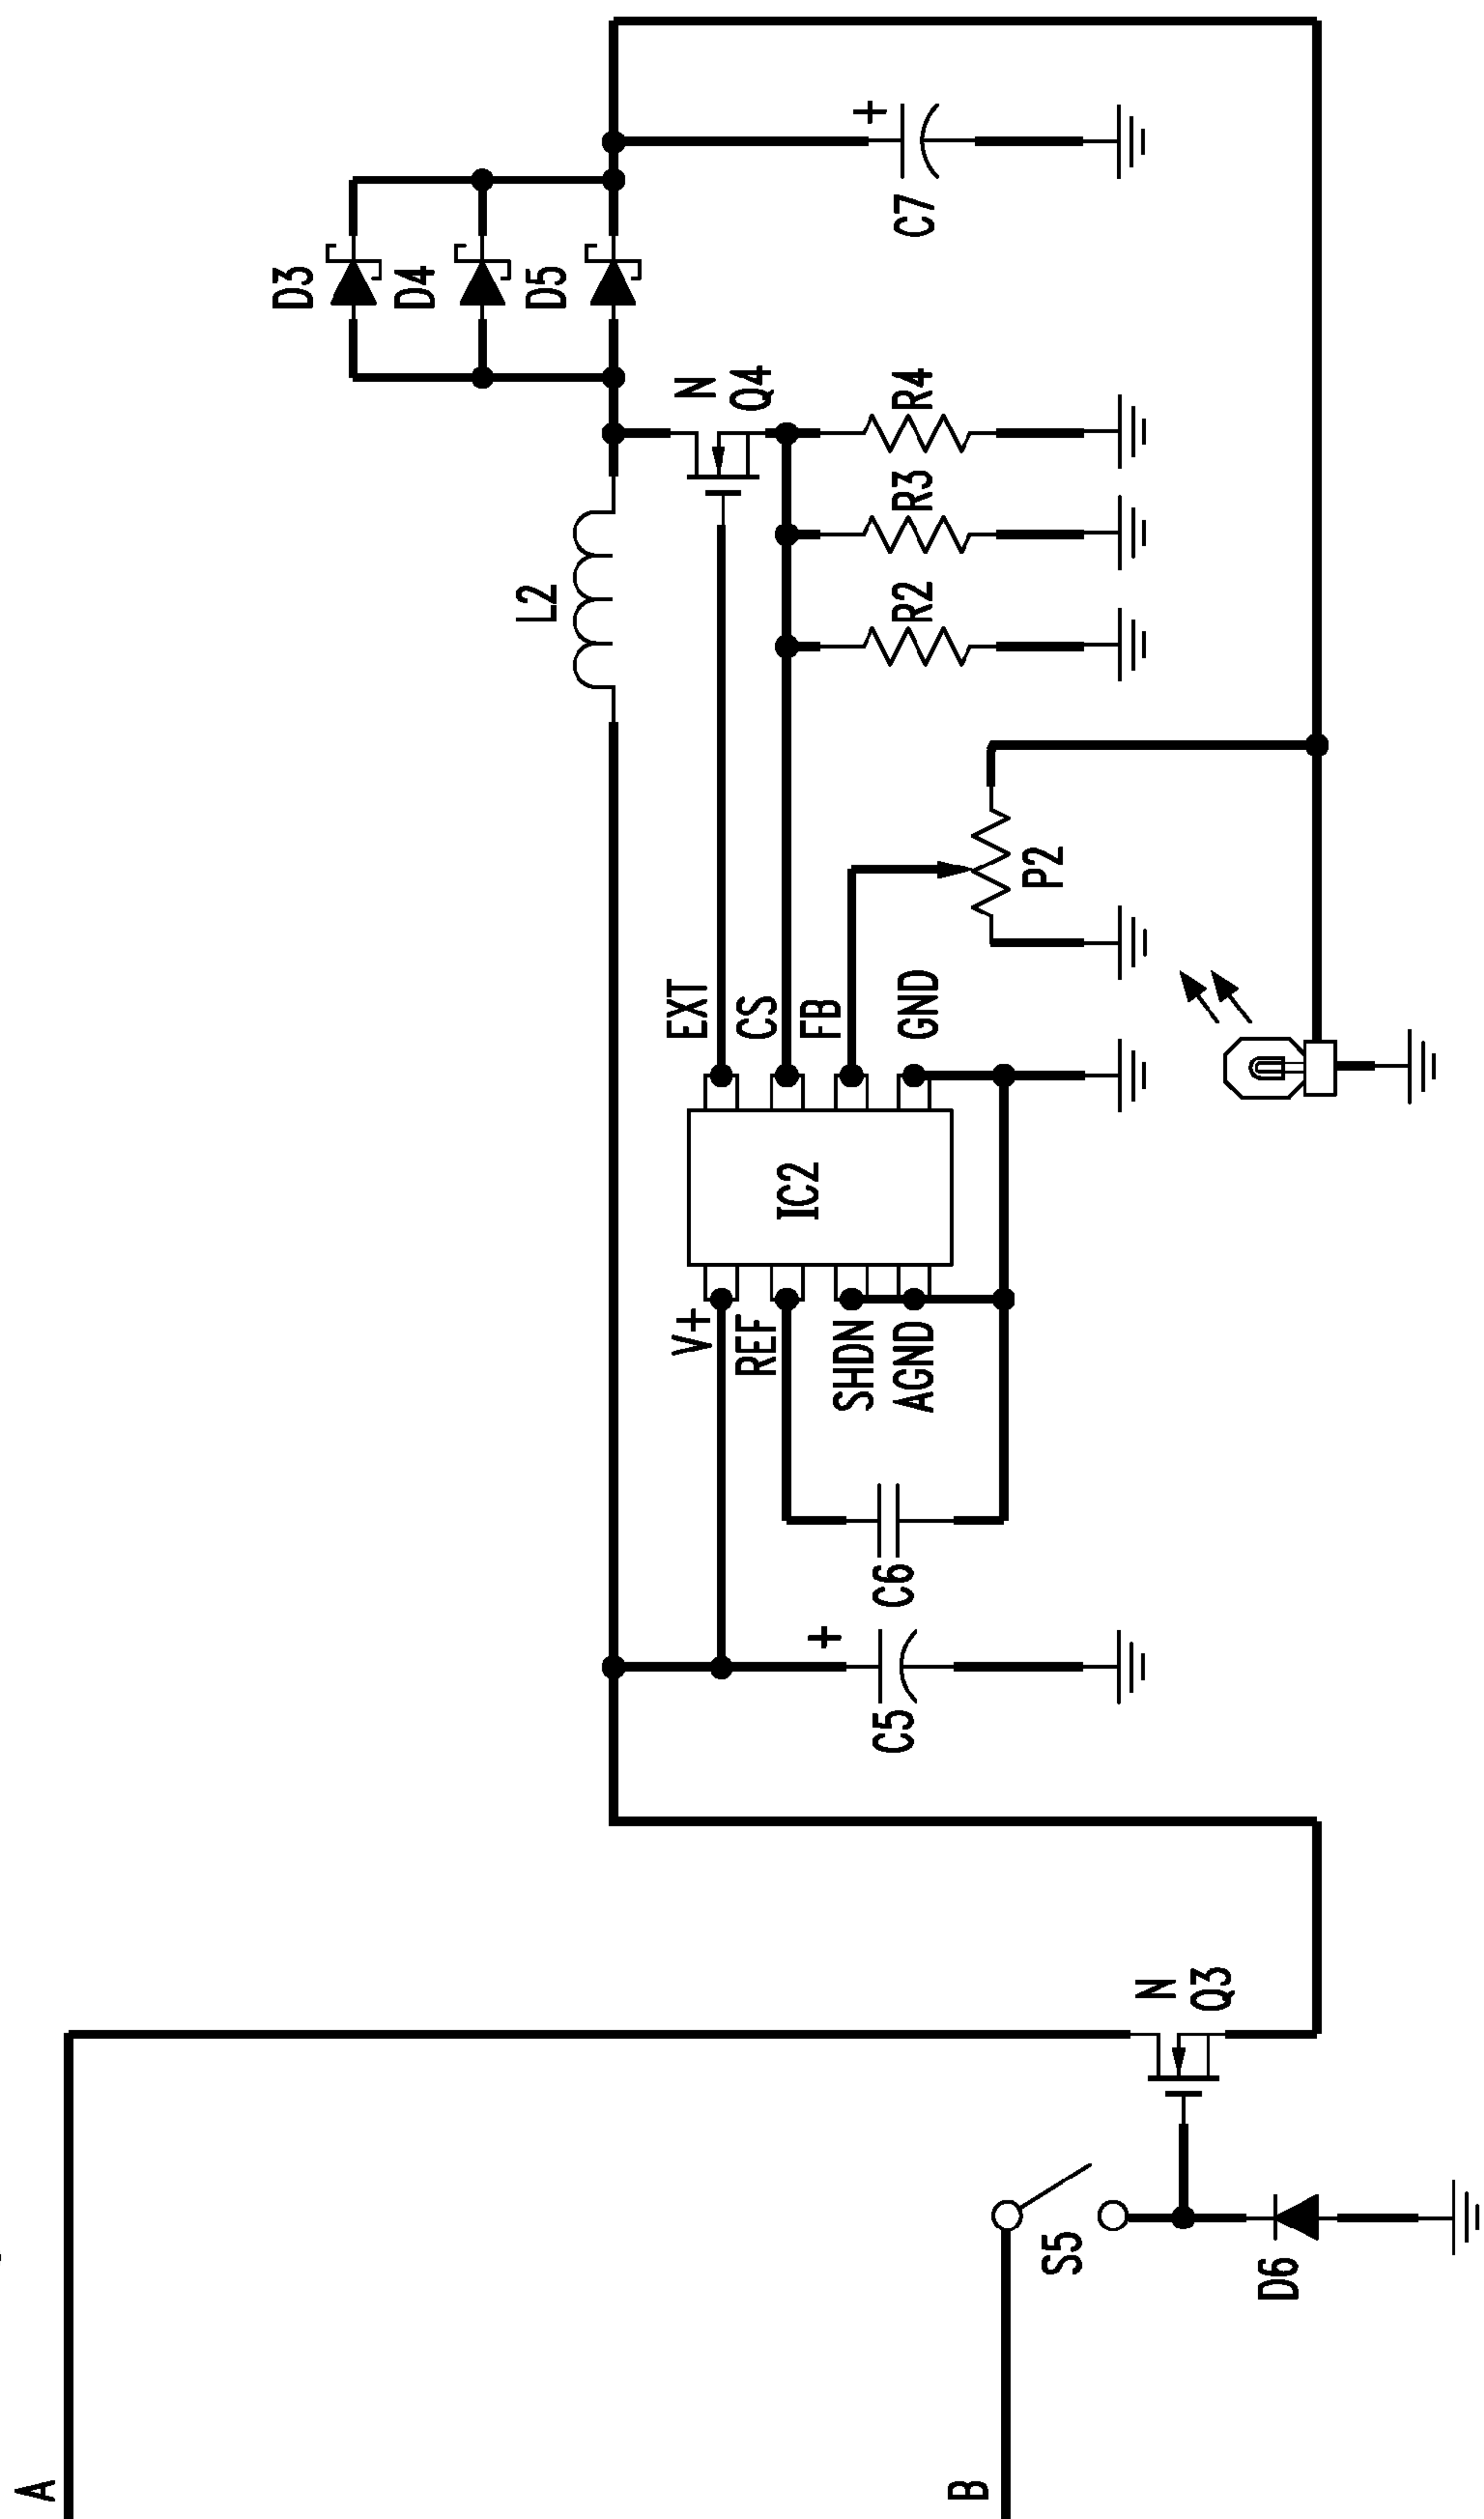 A
B
S5
D6
N
Q3
C5
+
C6
V+
REF
SHDN
AGND
IC2
EXT
CS
FB
GND
P2
L2
R2
R3
R4
N
Q4
D3
D4
D5
C7
+